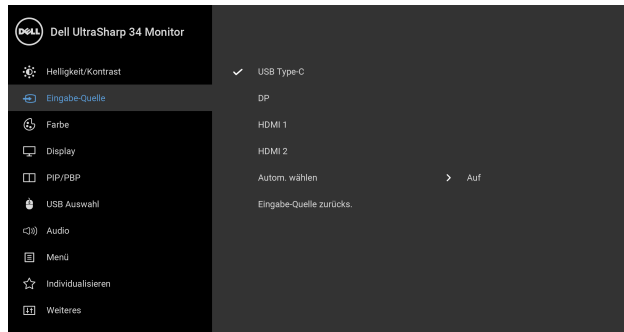 DELL Dell UltraSharp 34 Monitor
Helligkeit/Kontrast
Eingabe-Quelle
Farbe
Display
PIP/PBP
USB Auswahl
Audio
Menü
Individualisieren
Weiteres
USB Type-C
DP
HDMI 1
HDMI 2
Autom. wählen Auf
Eingabe-Quelle zurücks.